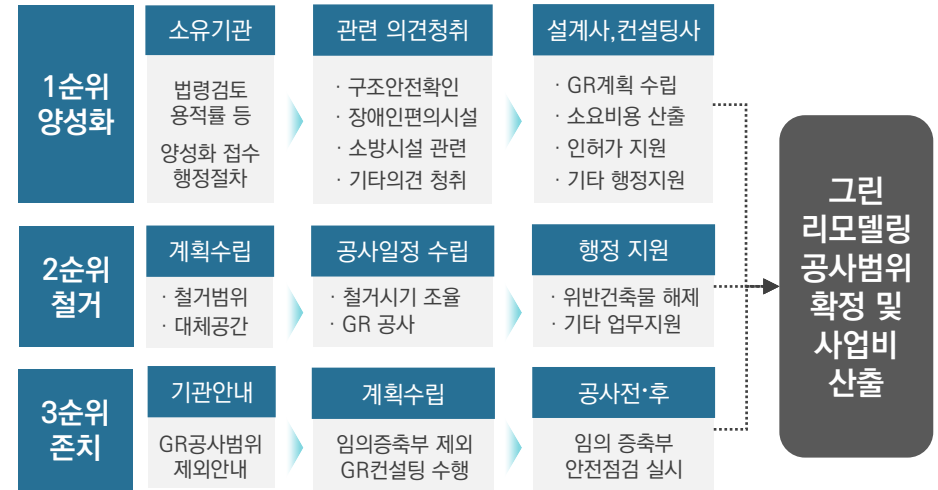 1순위
양성화
소유기관
법령검토
용적률 등
양성화 접수
행정절차
관련 의견청취
· 구조안전확인
· 장애인편의시설
· 소방시설 관련
· 기타의견 청취
설계사,컨설팅사
· GR계획 수립
· 소요비용 산출
· 인허가 지원
· 기타 행정지원
2순위
철거
계획수립
· 철거범위
· 대체공간
공사일정 수립
· 철거시기 조율
· GR 공사
행정 지원
· 위반건축물 해제
· 기타 업무지원
3순위
존치
기관안내
GR공사범위
제외안내
계획수립
임의증축부 제외
GR컨설팅 수행
공사전·후
임의 증축부
안전점검 실시
그린
리모델링
공사범위
확정 및
사업비
산출